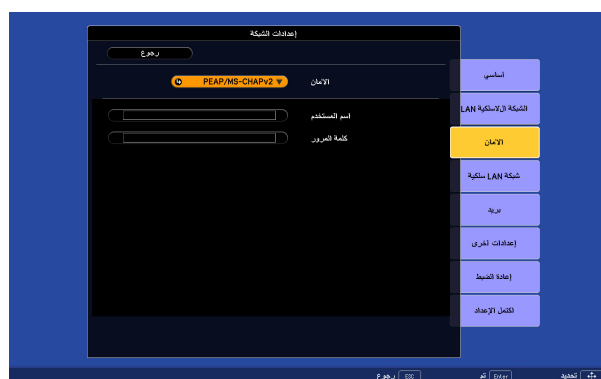 إعدادات الشبكة
رجوع
الأمان
PEAP/MS-CHAPv2
اسم المستخدم
كلمة المرور
أساسي
الشبكة الاسلكية LAN
الأمان
شبكة LAN سلكية
بريد
إعدادات أخرى
إعادة الضبط
اكتمل الإعداد
تحديد
Enter تم
ESC رجوع